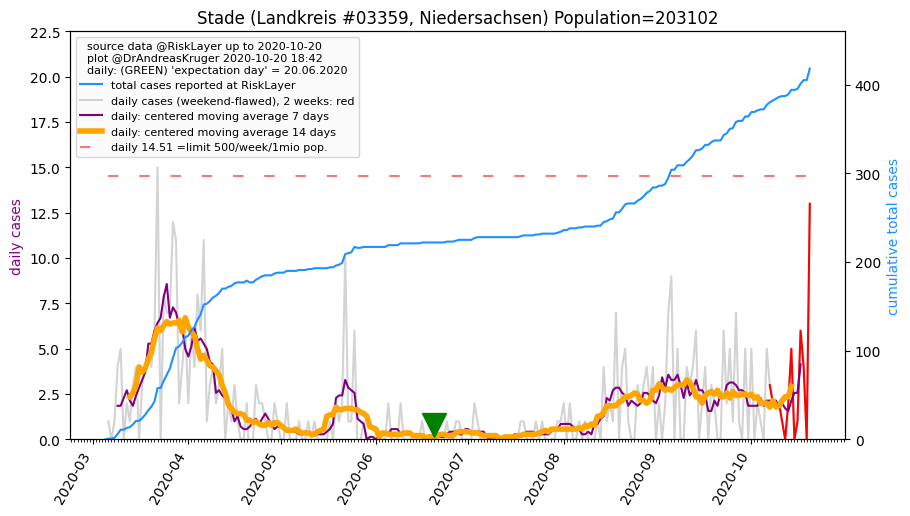 Stade (Landkreis #03359, Niedersachsen) Population=203102
source data @RiskLayer up to 2020-10-20
plot @DrAndreasKruger 2020-10-20 18:42
daily: (GREEN) 'expectation day' = 20.06.2020
total cases reported at RiskLayer
daily cases (weekend-flawed), 2 weeks: red
daily: centered moving average 7 days
daily: centered moving average 14 days
daily 14.51 =limit 500/week/1mio pop.
daily cases
22.5
20.0
17.5
15.0
12.5
10.0
7.5
5.0
2.5
0.0
cumulative total cases
400
300
200
100
0
2020-03
2020-04
2020-05
2020-06
2020-07
2020-08
2020-09
2020-10